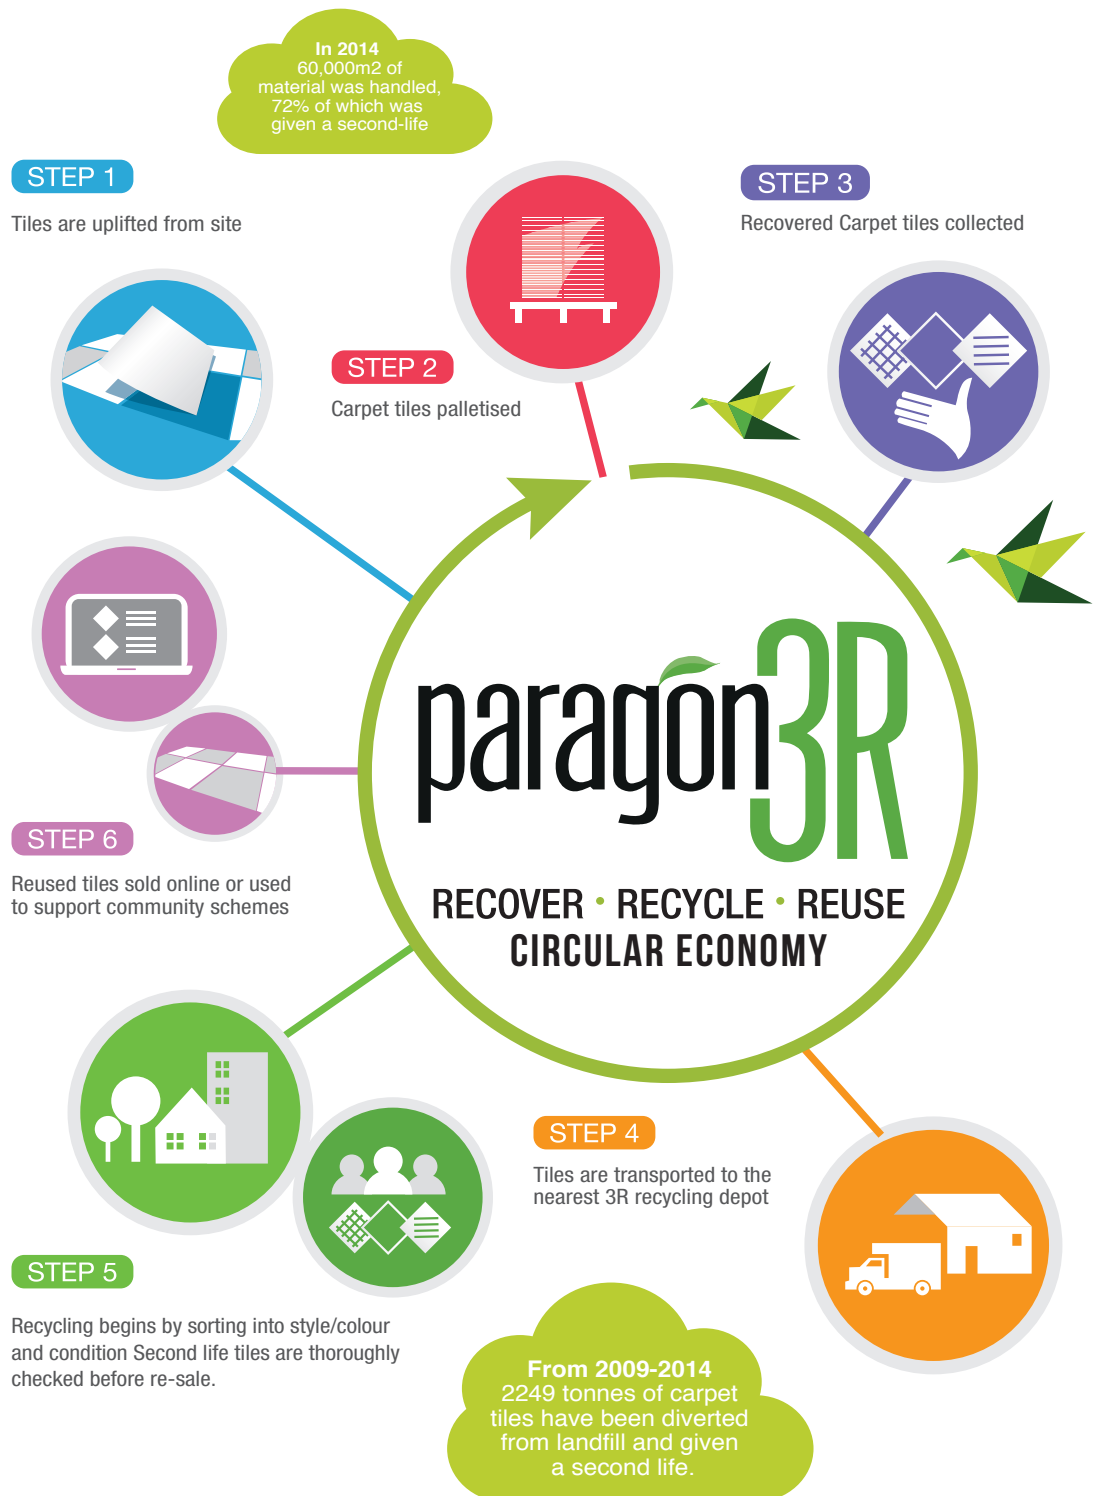 In 2014
60,000m2 of
material was handled,
72% of which was
given a second-life
STEP 1
Tiles are uplifted from site
STEP 2
Carpet tiles palletised
STEP 3
Recovered Carpet tiles collected
paragon 3R
RECOVER • RECYCLE • REUSE
CIRCULAR ECONOMY
STEP 4
Tiles are transported to the
nearest 3R recycling depot
STEP 5
Recycling begins by sorting into style/colour
and condition Second life tiles are thoroughly
checked before re-sale.
STEP 6
Reused tiles sold online or used
to support community schemes
From 2009-2014
2249 tonnes of carpet
tiles have been diverted
from landfill and given
a second life.